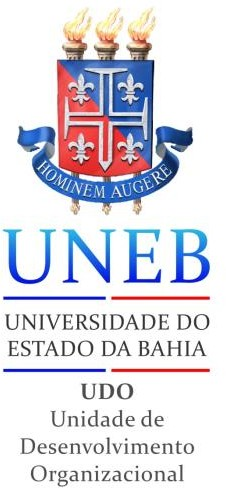 HOMINEM AUGERE
UNEB
UNIVERSIDADE DO
ESTADO DA BAHIA
UDO
Unidade de
Desenvolvimento
Organizacional